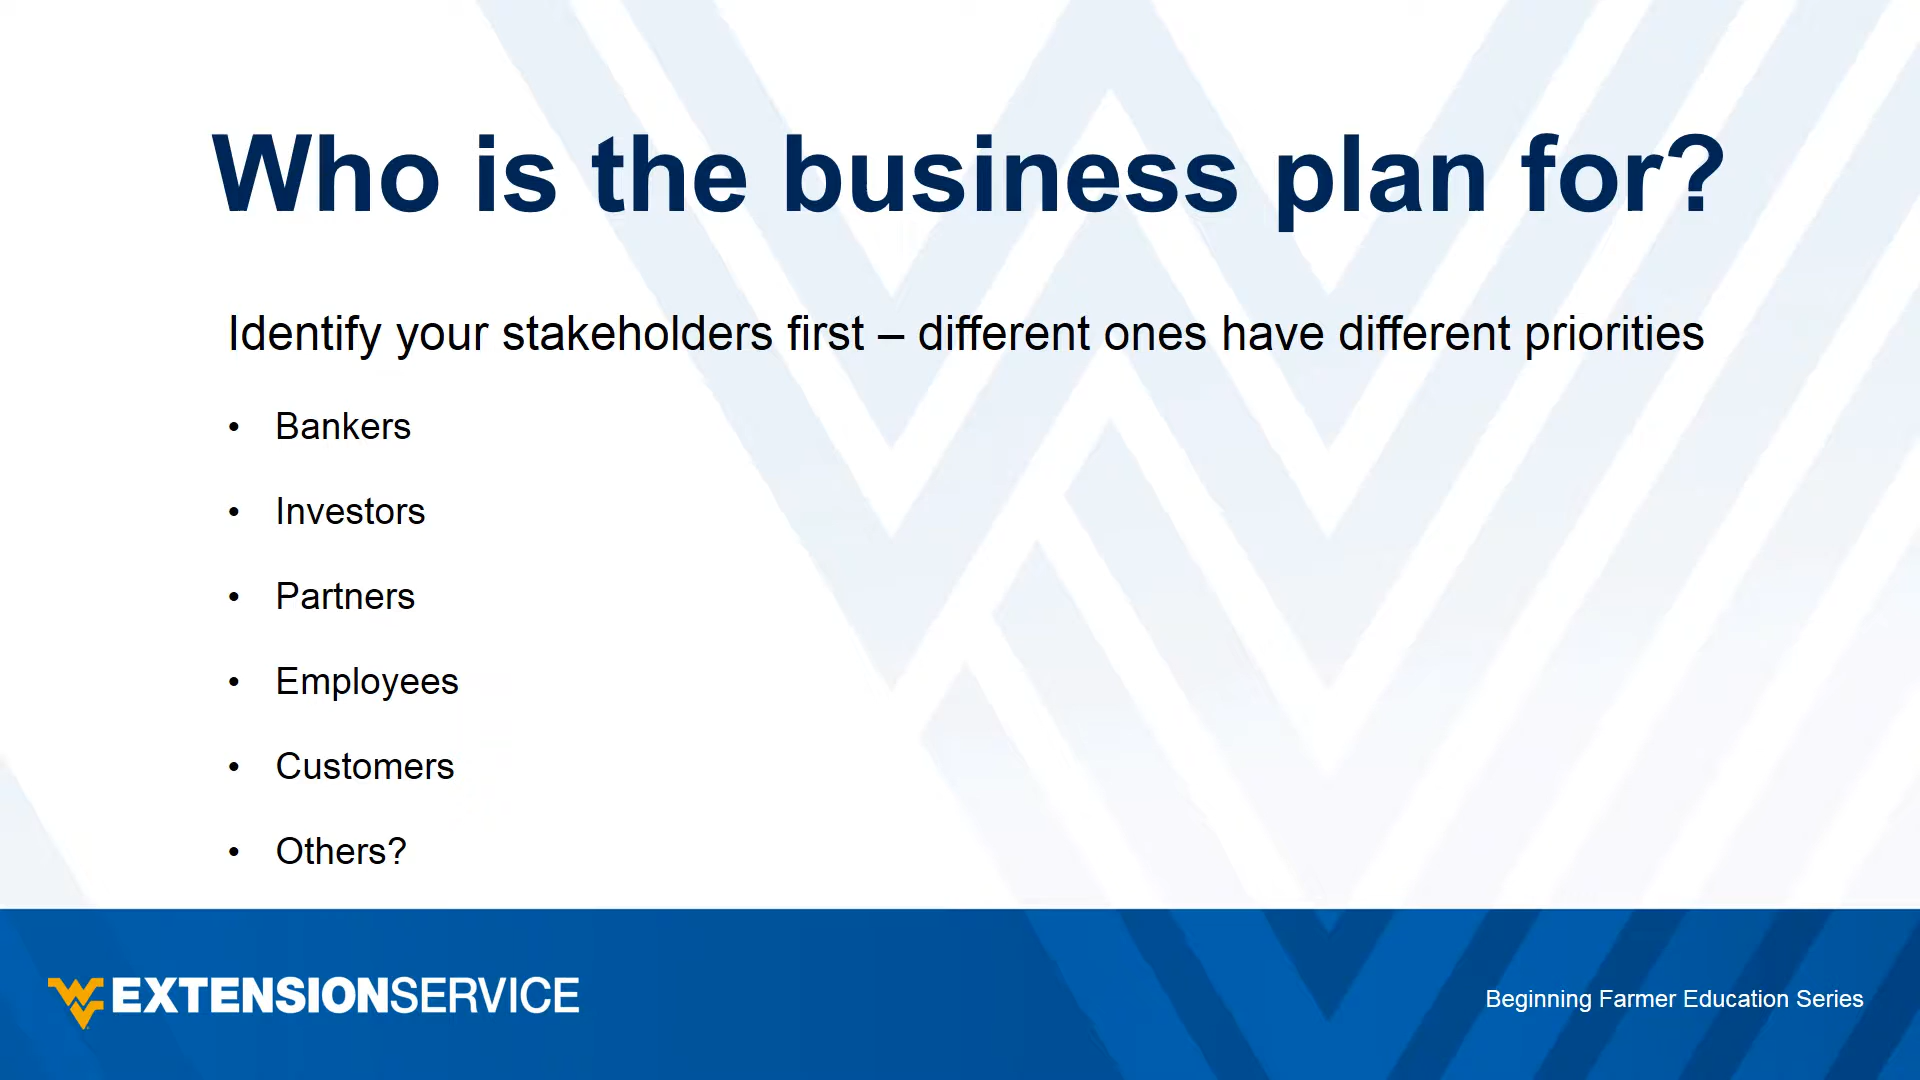 Who is the business plan for?
Identify your stakeholders first – different ones have different priorities
• Bankers
• Investors
• Partners
• Employees
• Customers
• Others?
WV EXTENSIONSERVICE
Beginning Farmer Education Series